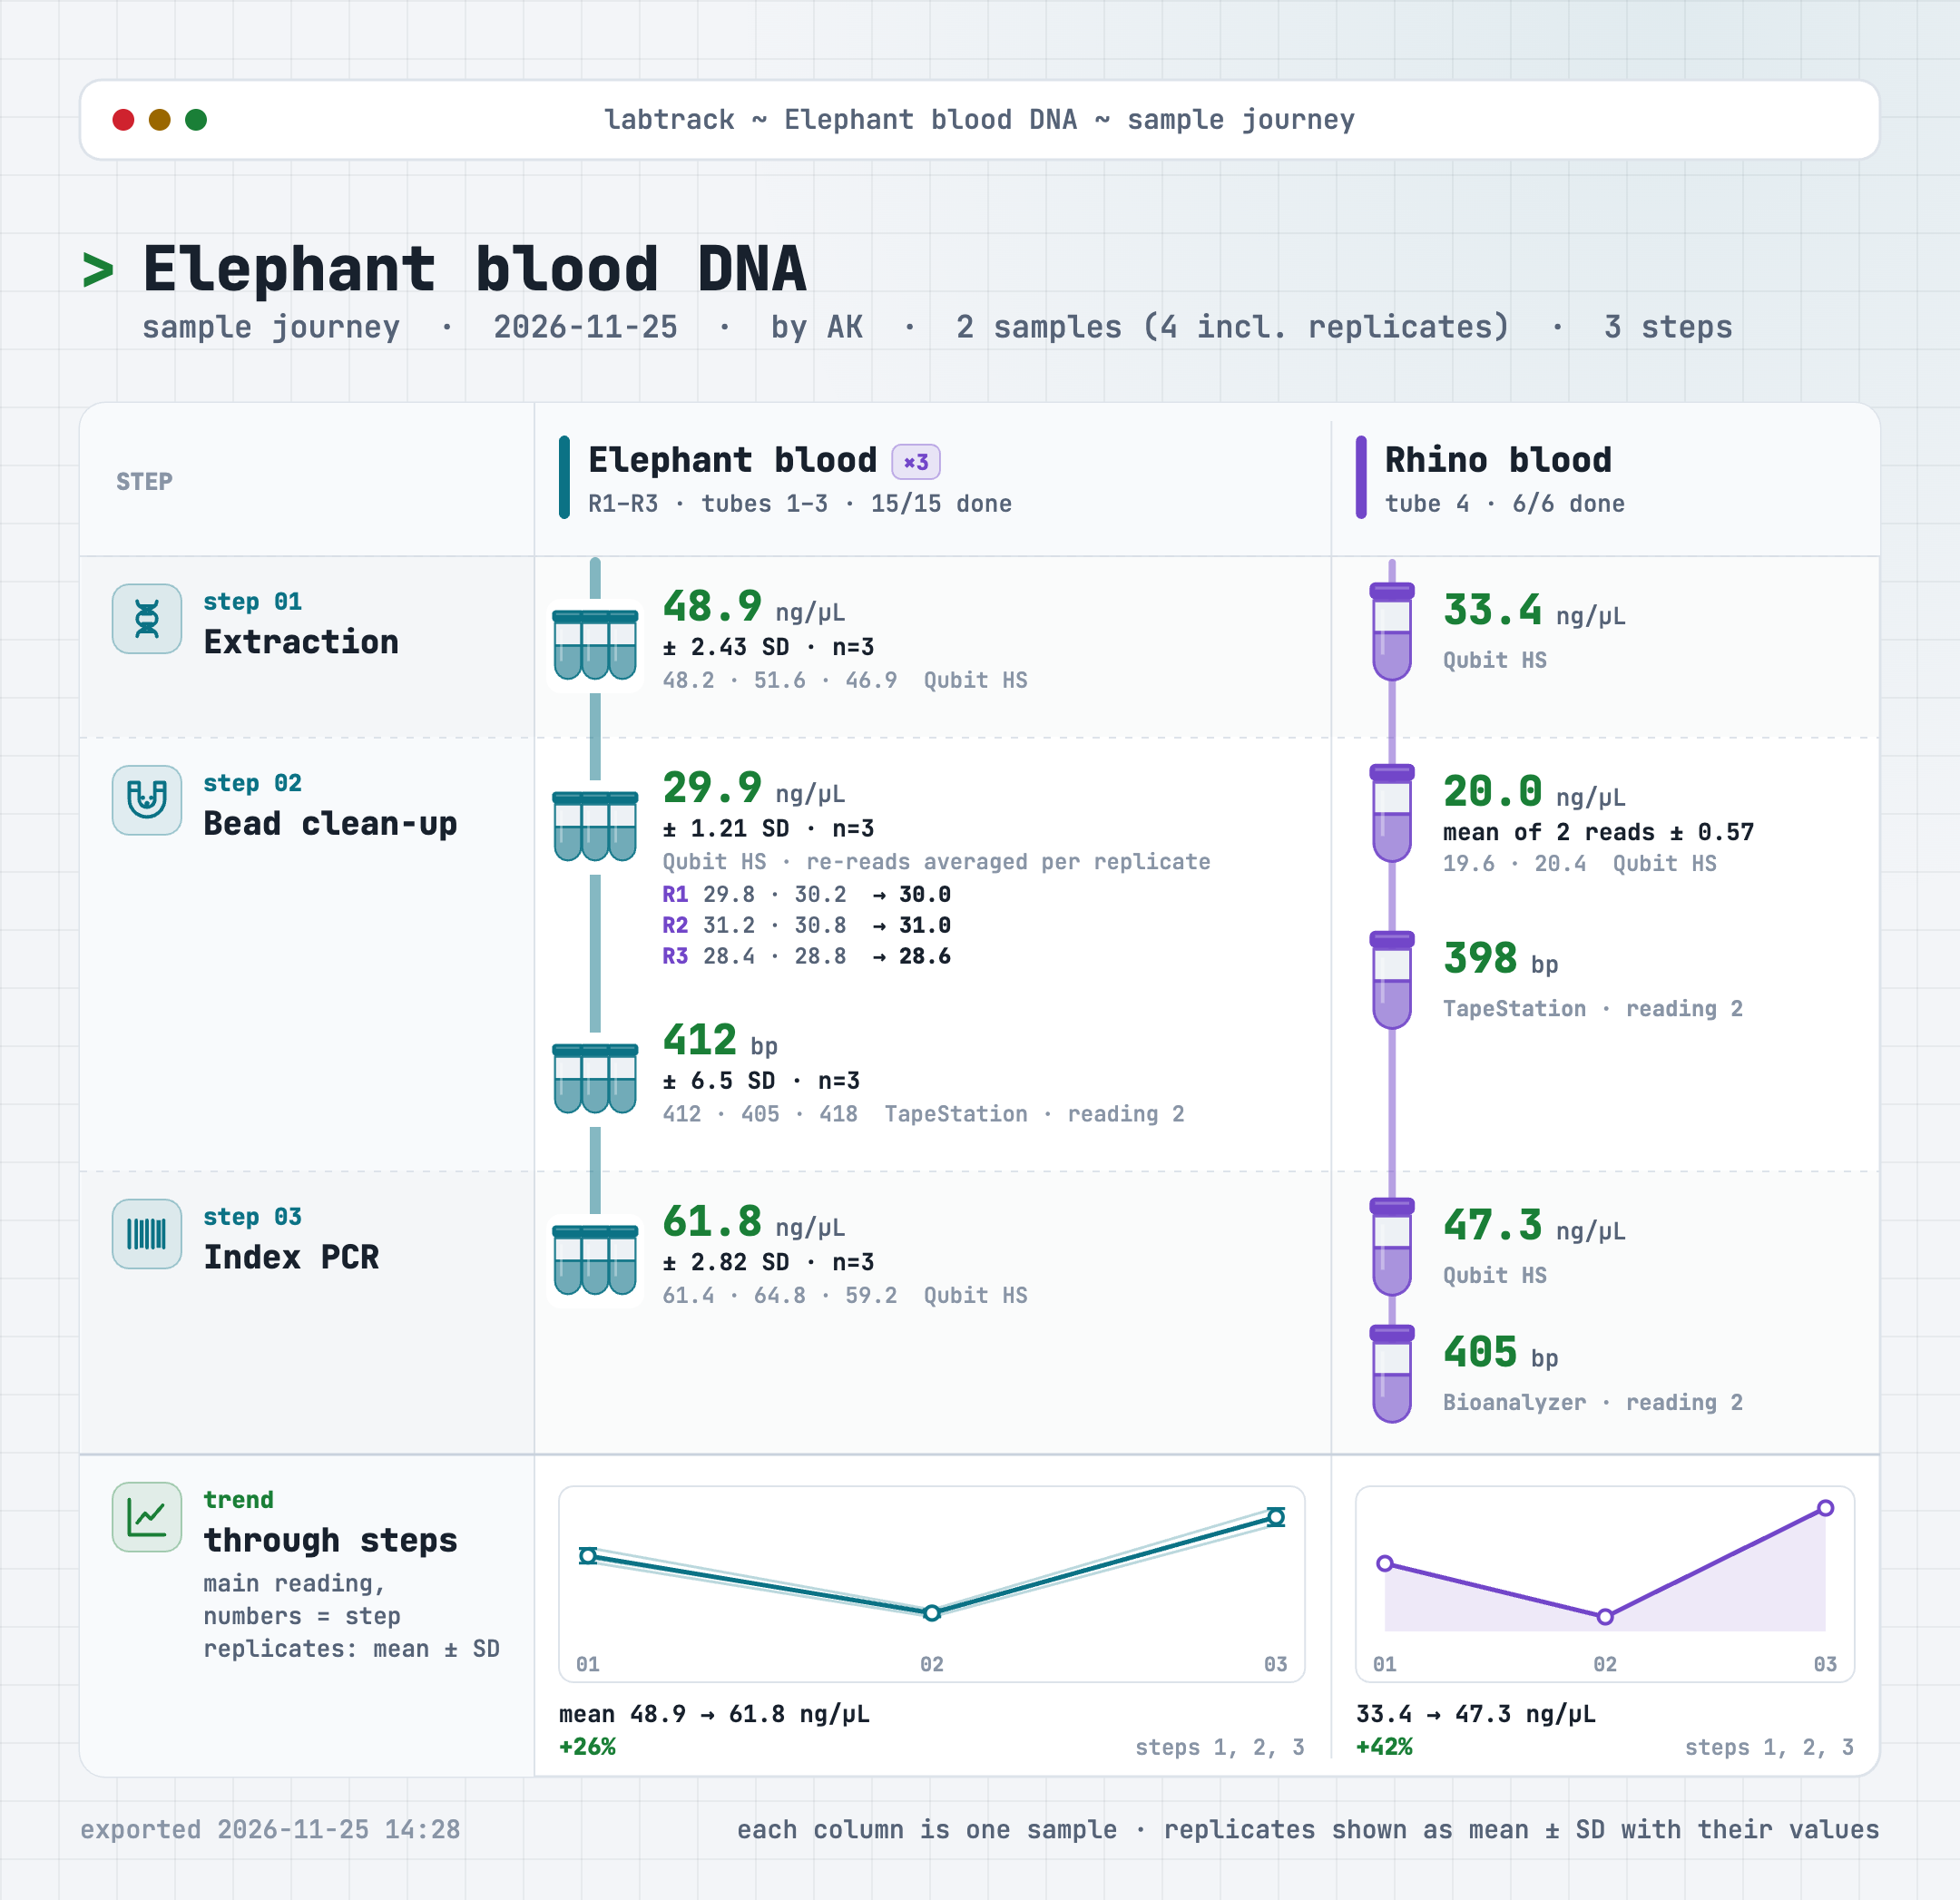 labtrack ~ Elephant blood DNA ~ sample journey
> Elephant blood DNA
sample journey · 2026-11-25 · by AK · 2 samples (4 incl. replicates) · 3 steps
STEP
Elephant blood ×3
R1–R3 · tubes 1–3 · 15/15 done
Rhino blood
tube 4 · 6/6 done
step 01
Extraction
48.9 ng/µL
± 2.43 SD · n=3
48.2 · 51.6 · 46.9 Qubit HS
33.4 ng/µL
Qubit HS
step 02
Bead clean-up
29.9 ng/µL
± 1.21 SD · n=3
Qubit HS · re-reads averaged per replicate
R1 29.8 · 30.2 → 30.0
R2 31.2 · 30.8 → 31.0
R3 28.4 · 28.8 → 28.6
412 bp
± 6.5 SD · n=3
412 · 405 · 418 TapeStation · reading 2
20.0 ng/µL
mean of 2 reads ± 0.57
19.6 · 20.4 Qubit HS
398 bp
TapeStation · reading 2
step 03
Index PCR
61.8 ng/µL
± 2.82 SD · n=3
61.4 · 64.8 · 59.2 Qubit HS
47.3 ng/µL
Qubit HS
405 bp
Bioanalyzer · reading 2
trend
through steps
main reading,
numbers = step
replicates: mean ± SD
01 02 03
mean 48.9 → 61.8 ng/µL
+26% steps 1, 2, 3
01 02 03
33.4 → 47.3 ng/µL
+42% steps 1, 2, 3
exported 2026-11-25 14:28
each column is one sample · replicates shown as mean ± SD with their values